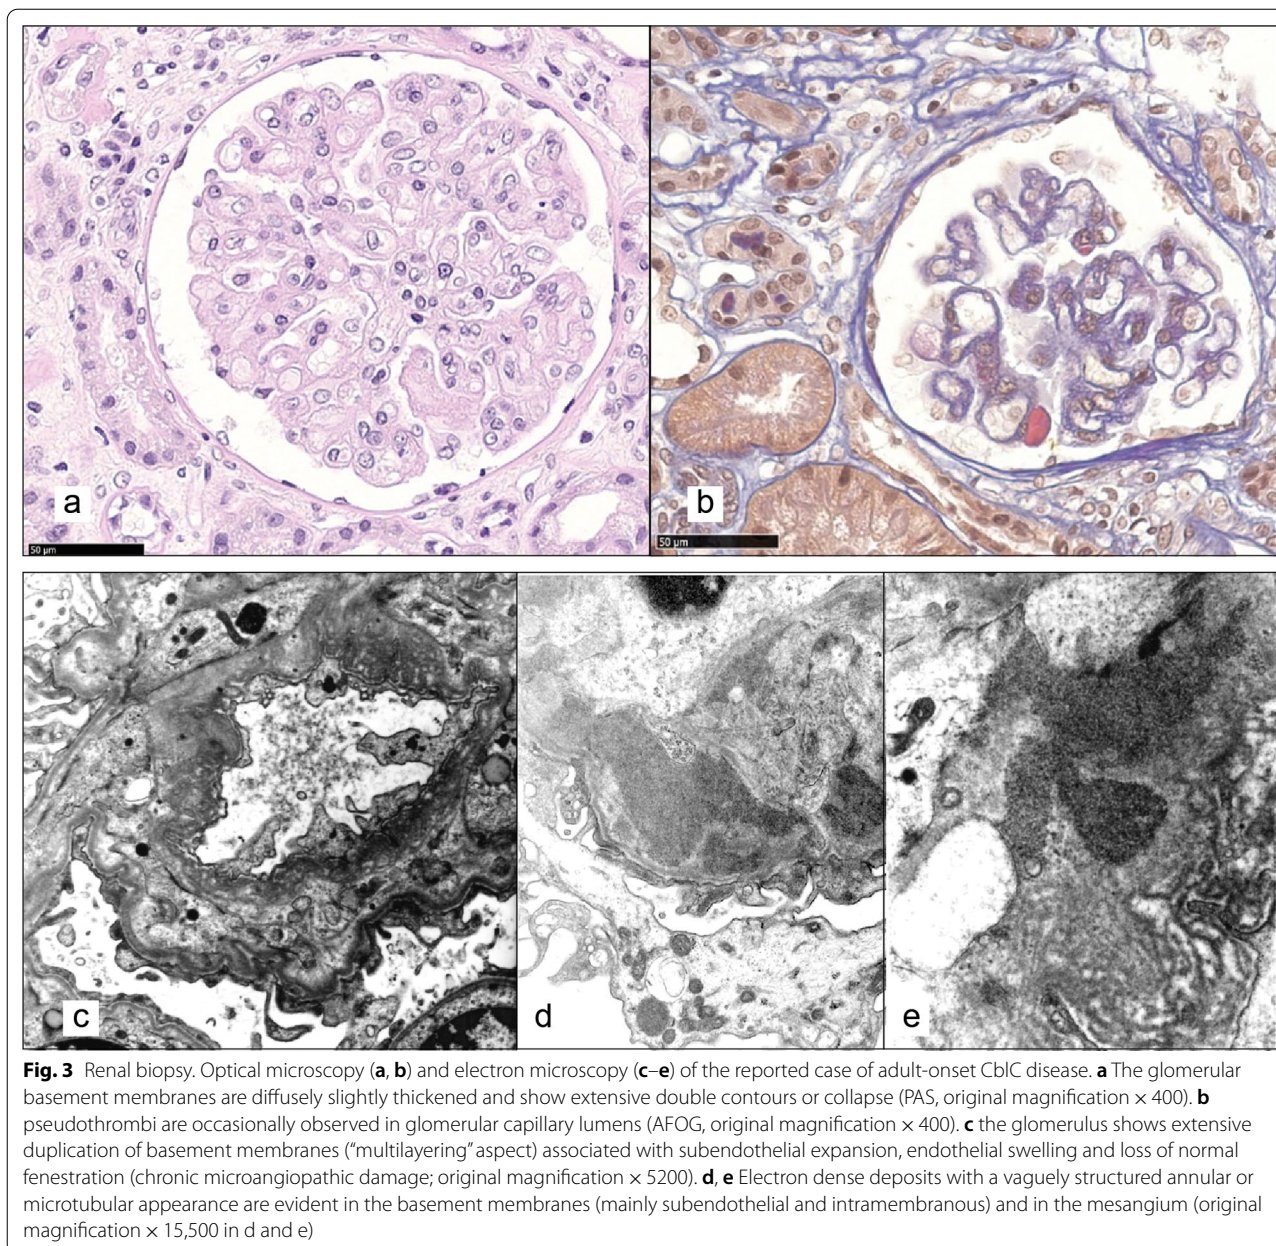 a
50 µm
b
50 µm
c
d
e
Fig. 3 Renal biopsy. Optical microscopy (a, b) and electron microscopy (c–e) of the reported case of adult-onset CblC disease. a The glomerular
basement membranes are diffusely slightly thickened and show extensive double contours or collapse (PAS, original magnification × 400). b
pseudothrombi are occasionally observed in glomerular capillary lumens (AFOG, original magnification × 400). c the glomerulus shows extensive
duplication of basement membranes (“multilayering” aspect) associated with subendothelial expansion, endothelial swelling and loss of normal
fenestration (chronic microangiopathic damage; original magnification × 5200). d, e Electron dense deposits with a vaguely structured annular or
microtubular appearance are evident in the basement membranes (mainly subendothelial and intramembranous) and in the mesangium (original
magnification × 15,500 in d and e)